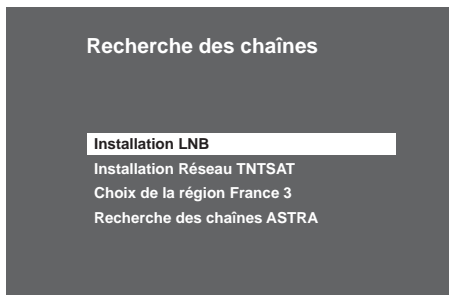 Recherche des chaînes
Installation LNB
Installation Réseau TNTSAT
Choix de la région France 3
Recherche des chaînes ASTRA